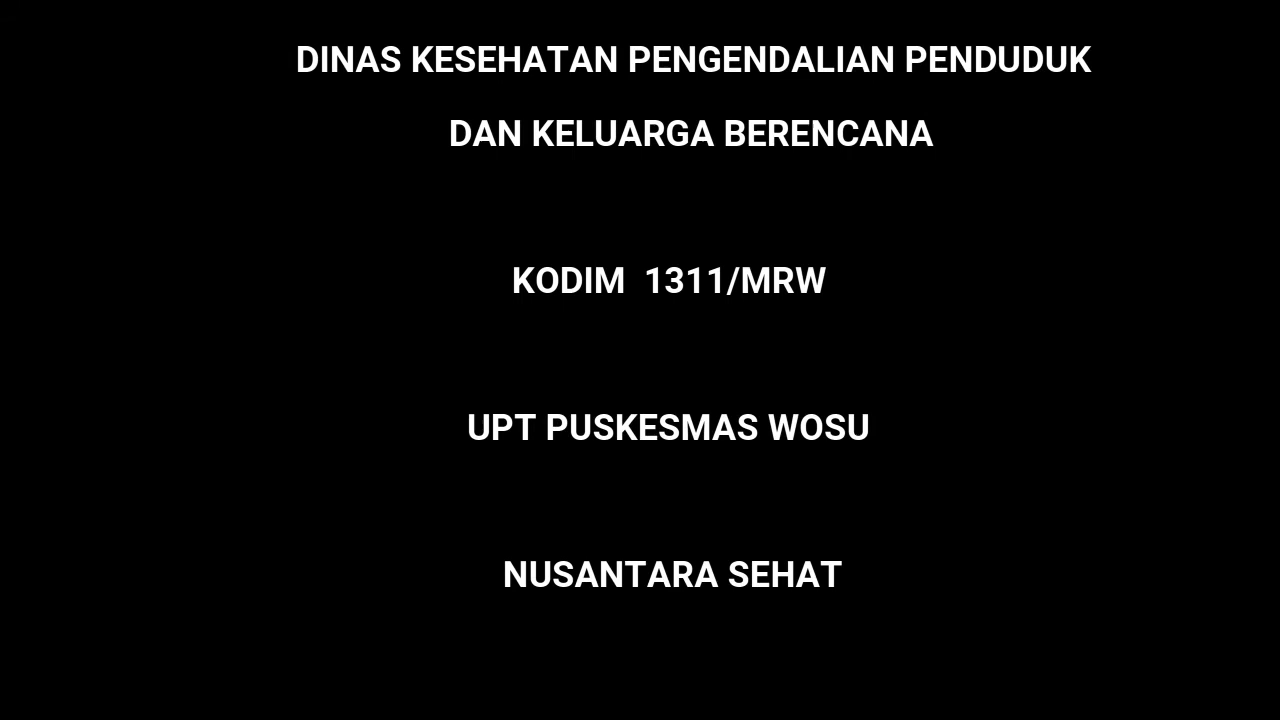 DINAS KESEHATAN PENGENDALIAN PENDUDUK
DAN KELUARGA BERENCANA
KODIM  1311/MRW
UPT PUSKESMAS WOSU
NUSANTARA SEHAT